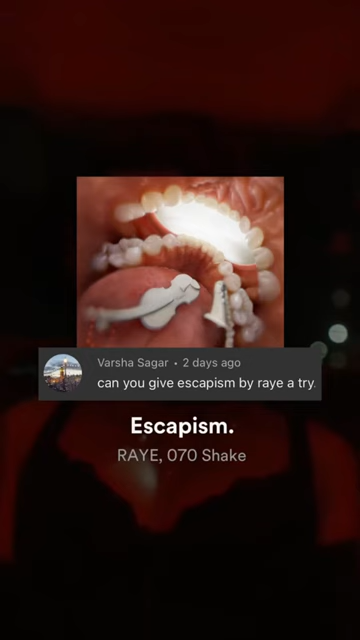 Varsha Sagar • 2 days ago
can you give escapism by raye a try.
Escapism.
RAYE, 070 Shake